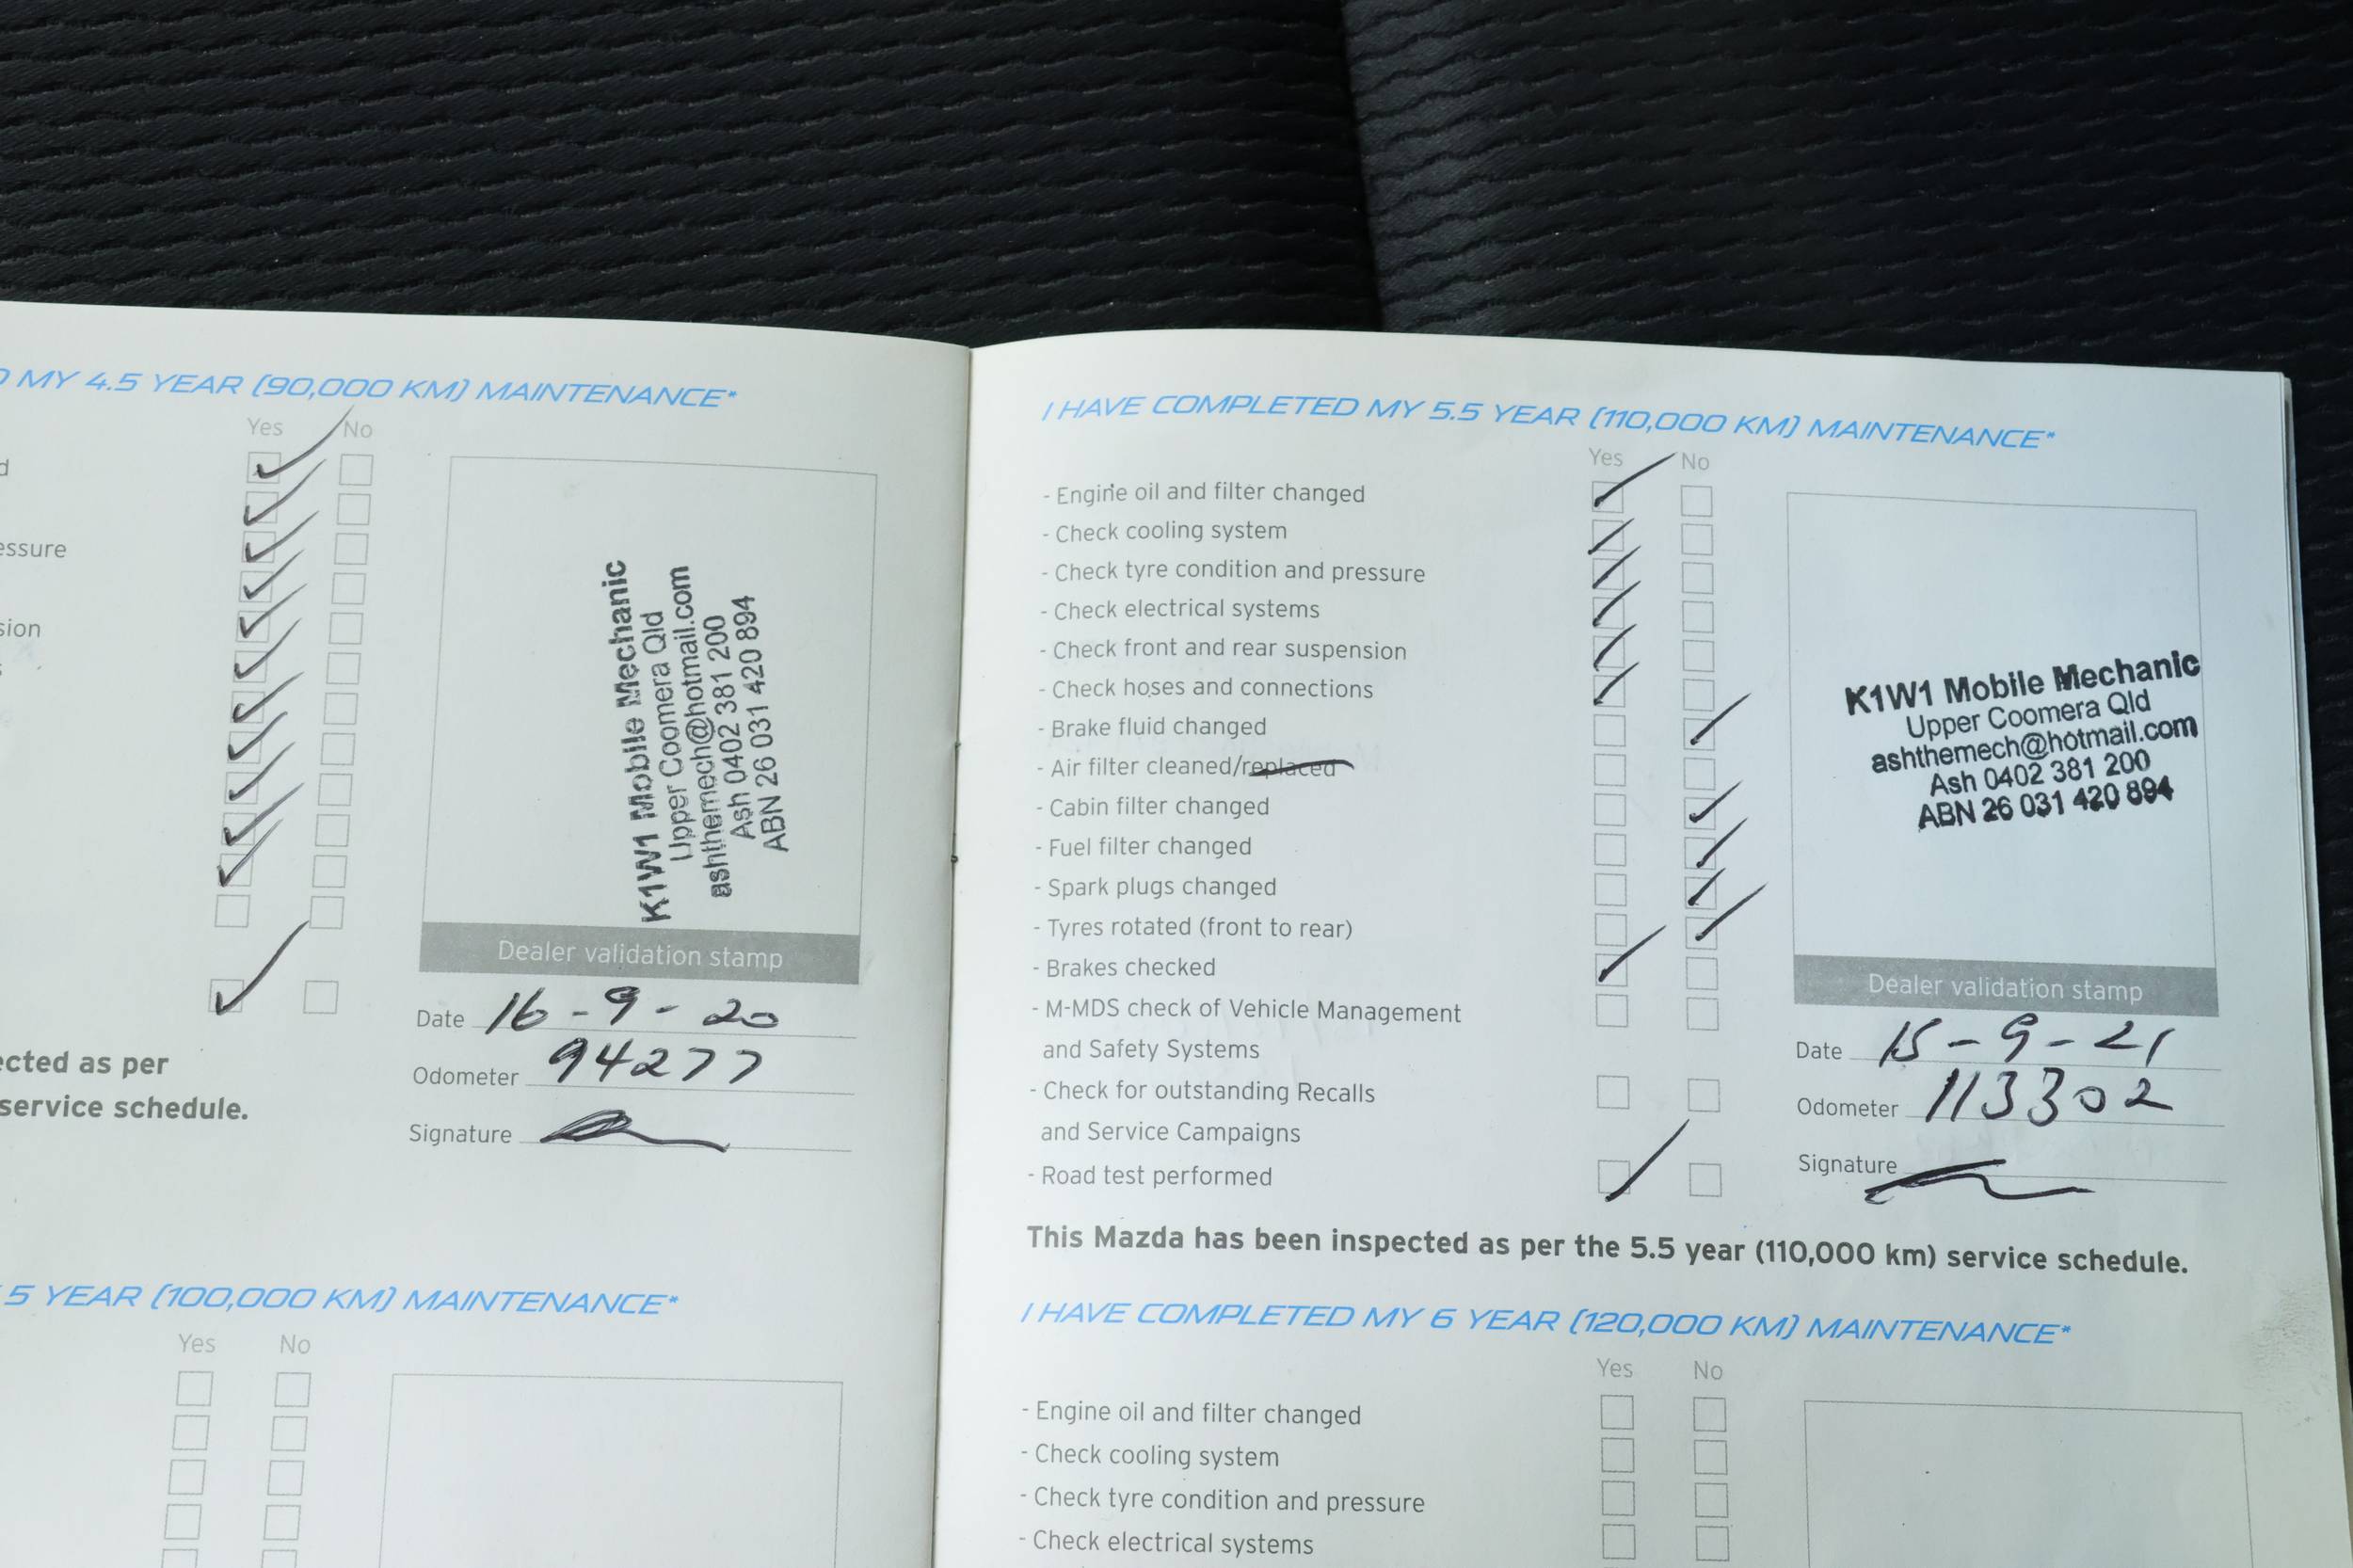 MY 4.5 YEAR (90,000 KM) MAINTENANCE*
Yes No
d
essure
sion
K1W1 Mobile Mechanic
Upper Coomera Qld
ashthemech@hotmail.com
Ash 0402 381 200
ABN 26 031 420 894
Dealer validation stamp
Date 16-9-20
Odometer 94277
Signature
ected as per
service schedule.
5 YEAR (100,000 KM) MAINTENANCE*
Yes No
I HAVE COMPLETED MY 5.5 YEAR (110,000 KM) MAINTENANCE*
Yes No
- Engine oil and filter changed
- Check cooling system
- Check tyre condition and pressure
- Check electrical systems
- Check front and rear suspension
- Check hoses and connections
- Brake fluid changed
- Air filter cleaned/replaced
- Cabin filter changed
- Fuel filter changed
- Spark plugs changed
- Tyres rotated (front to rear)
- Brakes checked
- M-MDS check of Vehicle Management
and Safety Systems
- Check for outstanding Recalls
and Service Campaigns
- Road test performed
K1W1 Mobile Mechanic
Upper Coomera Qld
ashthemech@hotmail.com
Ash 0402 381 200
ABN 26 031 420 894
Dealer validation stamp
Date 15-9-21
Odometer 113302
Signature
This Mazda has been inspected as per the 5.5 year (110,000 km) service schedule.
I HAVE COMPLETED MY 6 YEAR (120,000 KM) MAINTENANCE*
Yes No
- Engine oil and filter changed
- Check cooling system
- Check tyre condition and pressure
- Check electrical systems